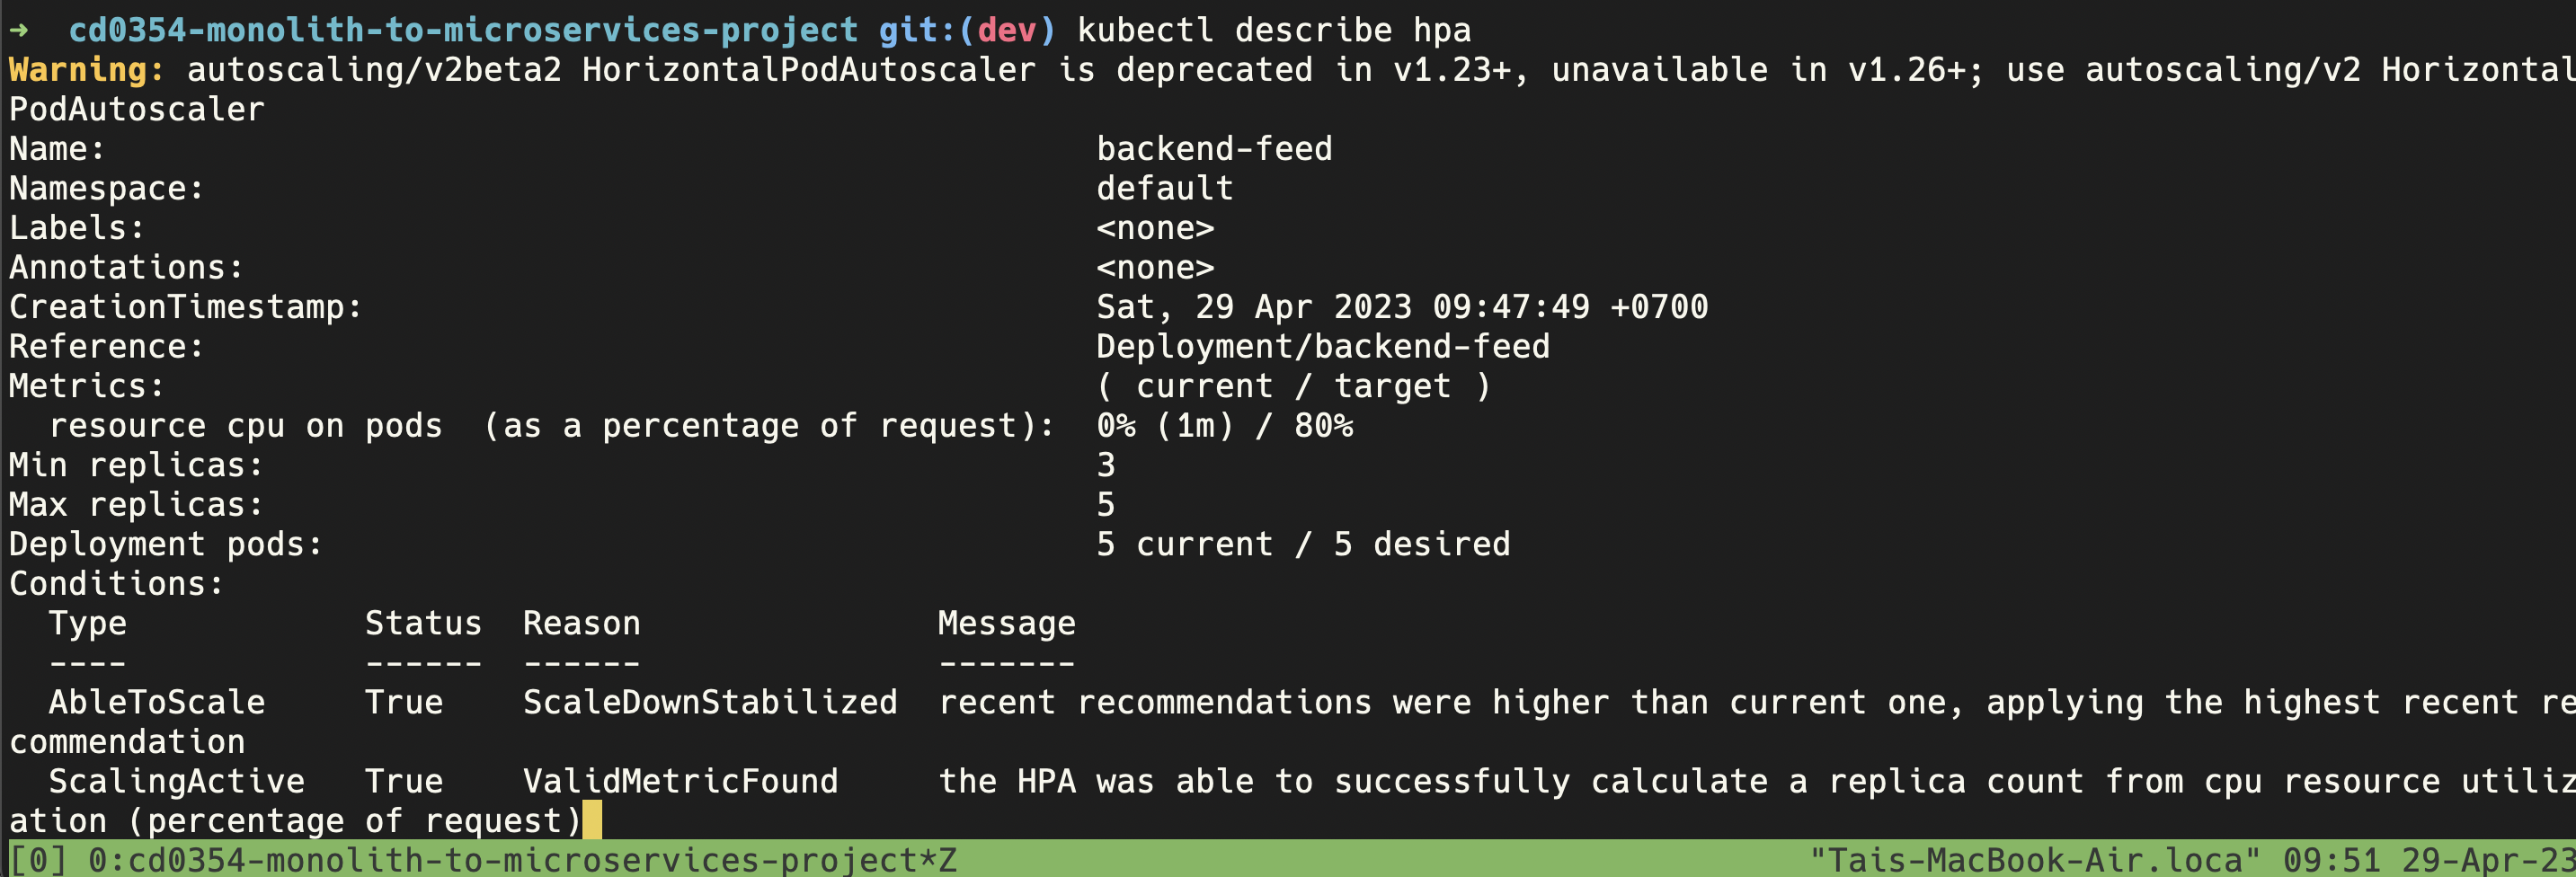 → cd0354-monolith-to-microservices-project git:(dev) kubectl describe hpa
Warning: autoscaling/v2beta2 HorizontalPodAutoscaler is deprecated in v1.23+, unavailable in v1.26+; use autoscaling/v2 Horizontal
PodAutoscaler
Name: backend-feed
Namespace: default
Labels: <none>
Annotations: <none>
CreationTimestamp: Sat, 29 Apr 2023 09:47:49 +0700
Reference: Deployment/backend-feed
Metrics: ( current / target )
resource cpu on pods (as a percentage of request): 0% (1m) / 80%
Min replicas: 3
Max replicas: 5
Deployment pods: 5 current / 5 desired
Conditions:
Type Status Reason Message
---- ------ ------ -------
AbleToScale True ScaleDownStabilized recent recommendations were higher than current one, applying the highest recent re
commendation
ScalingActive True ValidMetricFound the HPA was able to successfully calculate a replica count from cpu resource utiliz
ation (percentage of request)
[0] 0:cd0354-monolith-to-microservices-project*Z "Tais-MacBook-Air.loca" 09:51 29-Apr-23